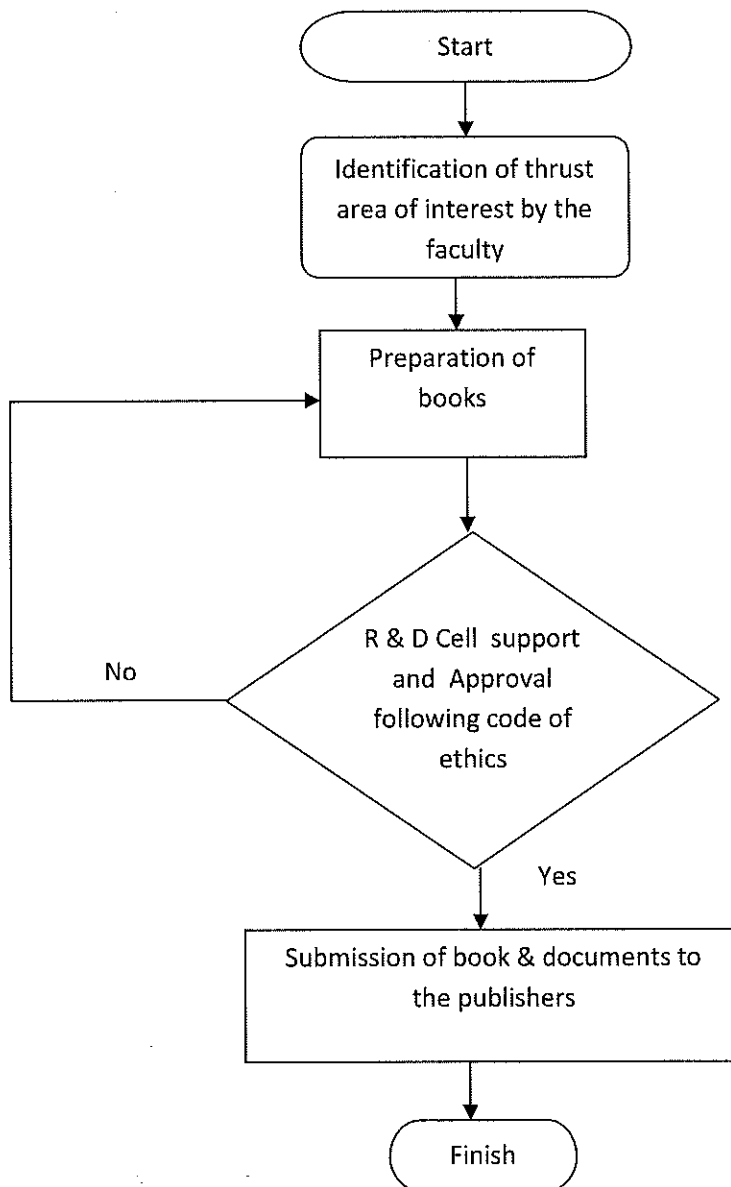 Start
Identification of thrust
area of interest by the
faculty
Preparation of
books
R & D Cell support
and Approval
following code of
ethics
No
Yes
Submission of book & documents to
the publishers
Finish